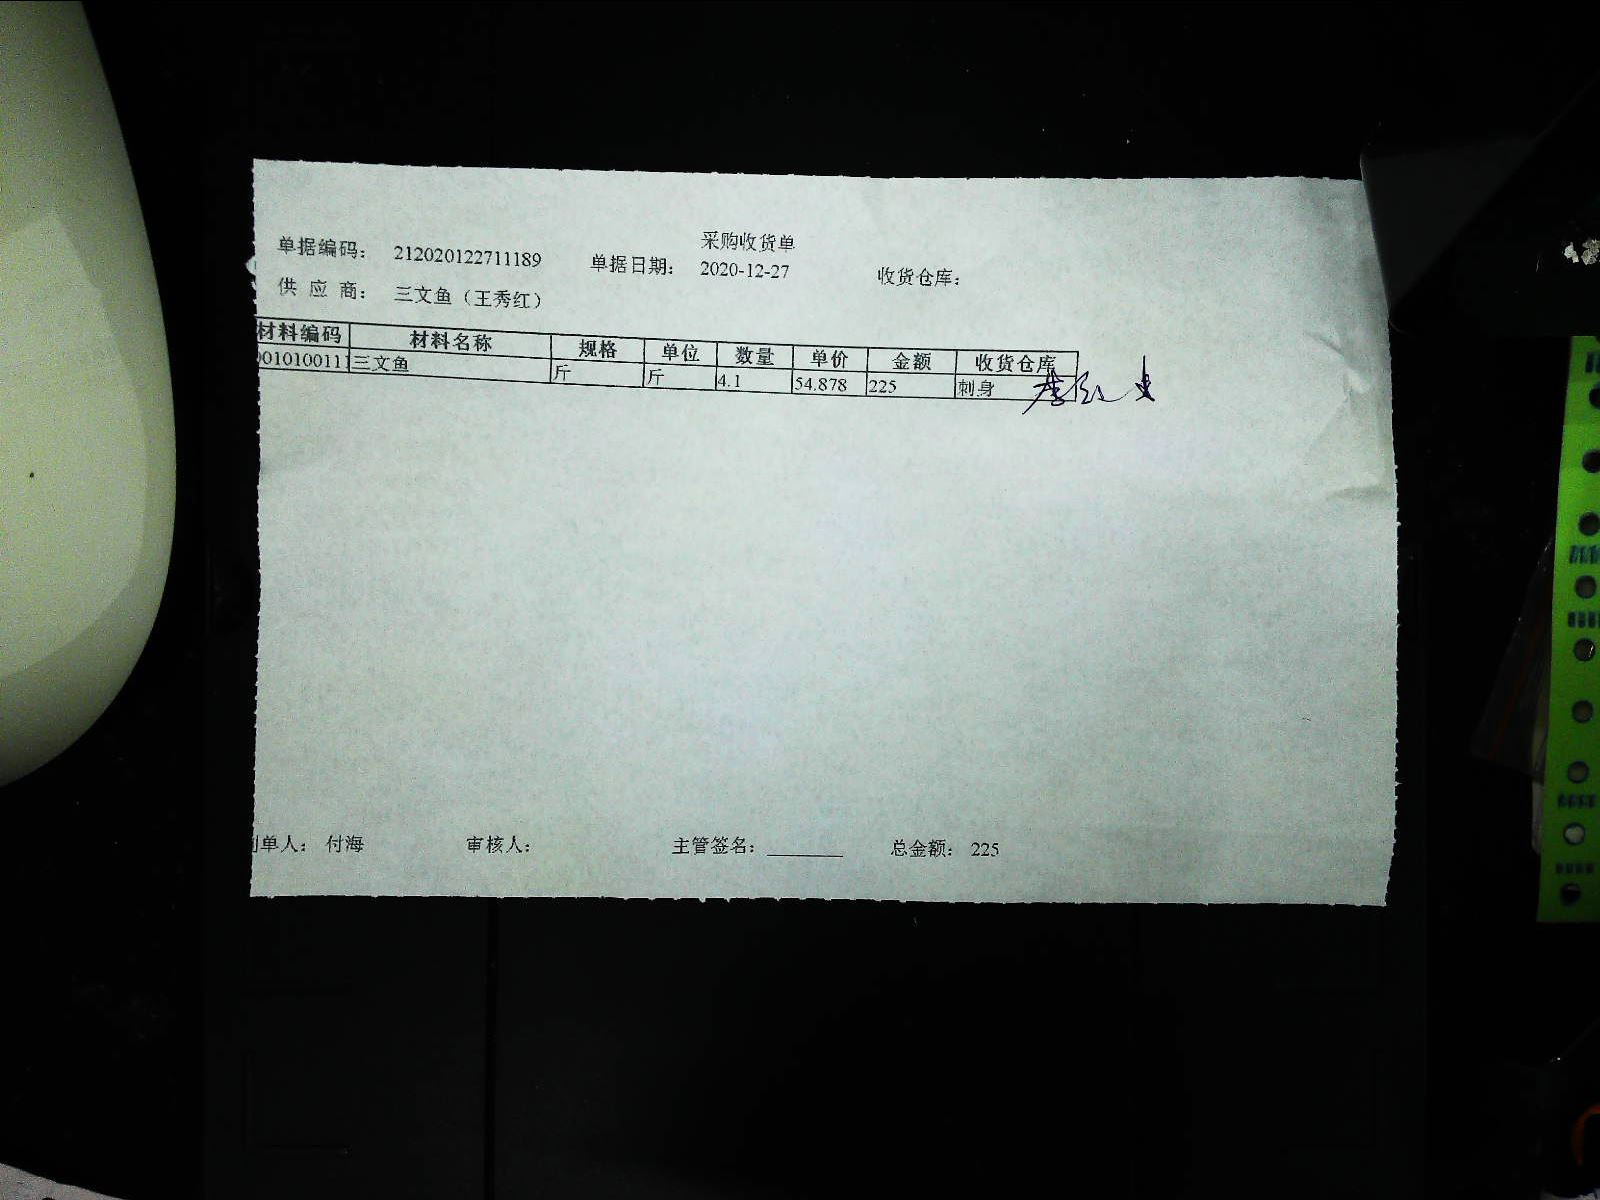 采购收货单
单据编码： 212020122711189 单据日期： 2020-12-27 收货仓库：
供 应 商： 三文鱼（王秀红）
材料编码 材料名称 规格 单位 数量 单价 金额 收货仓库
0010100111 三文鱼 斤 斤 4.1 54.878 225 刺身
制单人： 付海 审核人： 主管签名：________ 总金额： 225